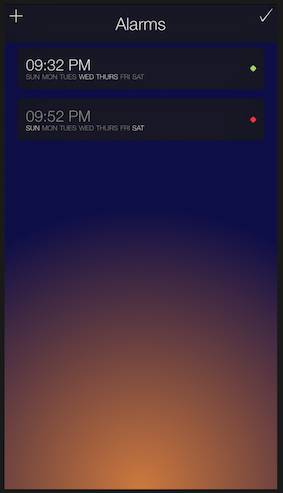 Alarms
09:32 PM
SUN MON TUES WED THURS FRI SAT
09:52 PM
SUN MON TUES WED THURS FRI SAT